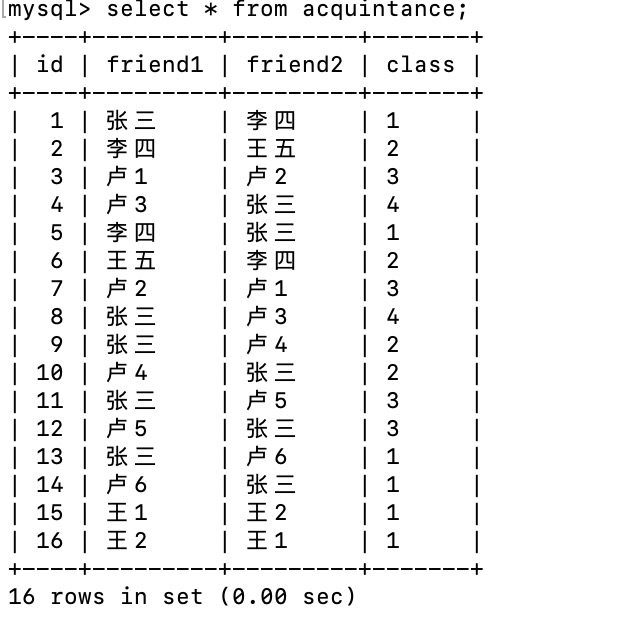 [mysql> select * from acquintance;
+----+---------+---------+-------+
| id | friend1 | friend2 | class |
+----+---------+---------+-------+
|  1 | 张三    | 李四    | 1     |
|  2 | 李四    | 王五    | 2     |
|  3 | 卢1     | 卢2     | 3     |
|  4 | 卢3     | 张三    | 4     |
|  5 | 李四    | 张三    | 1     |
|  6 | 王五    | 李四    | 2     |
|  7 | 卢2     | 卢1     | 3     |
|  8 | 张三    | 卢3     | 4     |
|  9 | 张三    | 卢4     | 2     |
| 10 | 卢4     | 张三    | 2     |
| 11 | 张三    | 卢5     | 3     |
| 12 | 卢5     | 张三    | 3     |
| 13 | 张三    | 卢6     | 1     |
| 14 | 卢6     | 张三    | 1     |
| 15 | 王1     | 王2     | 1     |
| 16 | 王2     | 王1     | 1     |
+----+---------+---------+-------+
16 rows in set (0.00 sec)